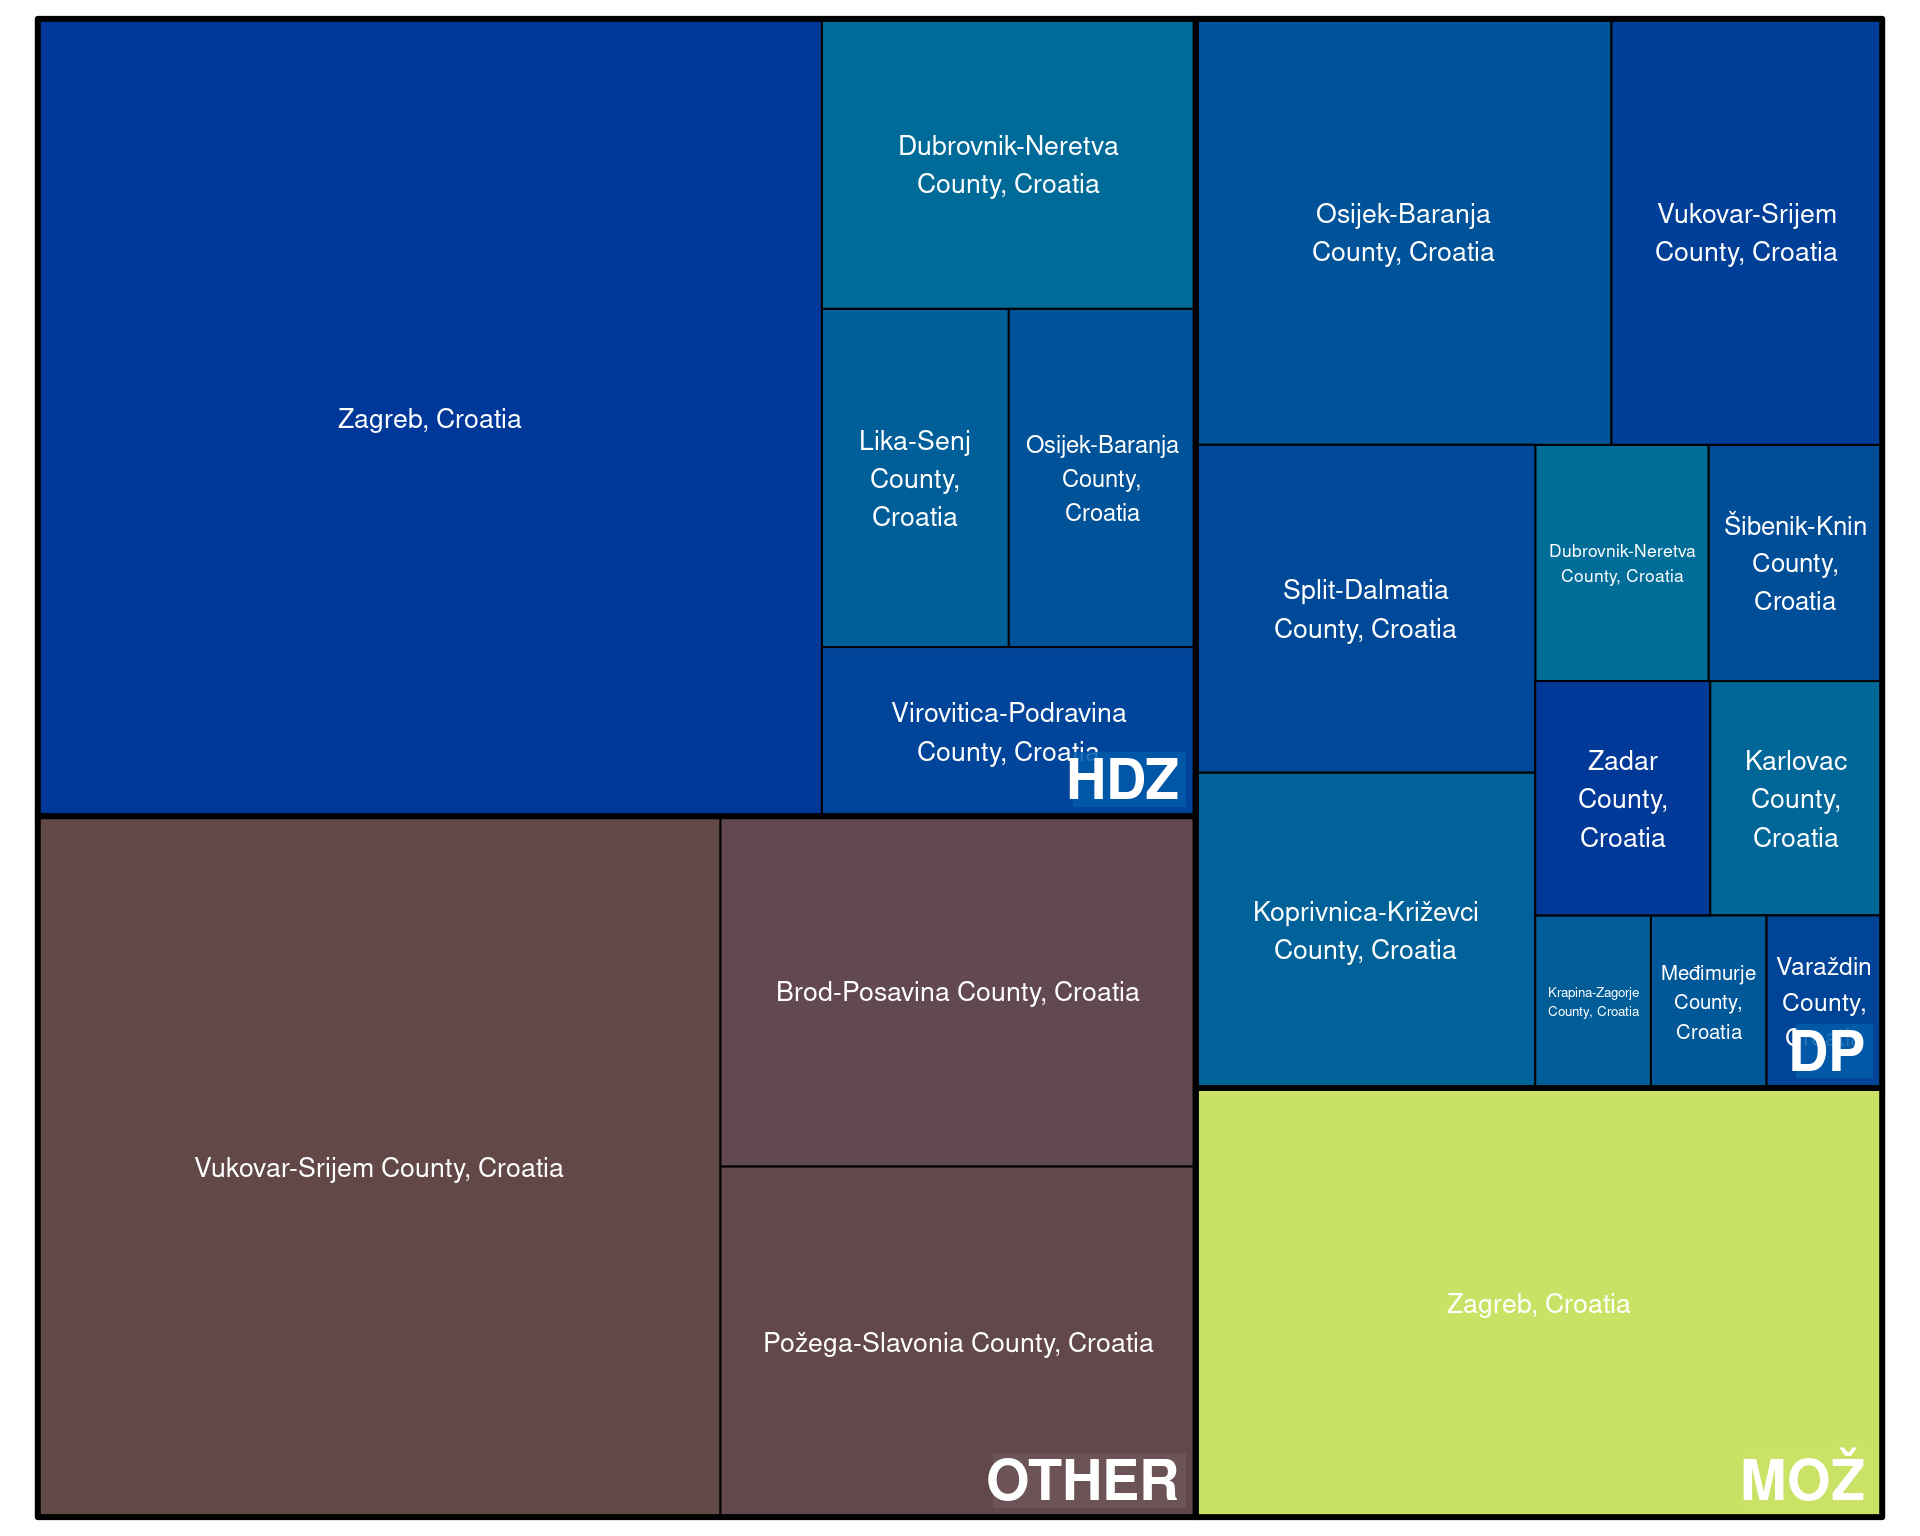 Zagreb, Croatia
Dubrovnik-Neretva
County, Croatia
Lika-Senj
County,
Croatia
Osijek-Baranja
County,
Croatia
Virovitica-Podravina
County, Croatia
HDZ
Vukovar-Srijem County, Croatia
Brod-Posavina County, Croatia
Požega-Slavonia County, Croatia
OTHER
Osijek-Baranja
County, Croatia
Vukovar-Srijem
County, Croatia
Split-Dalmatia
County, Croatia
Dubrovnik-Neretva
County, Croatia
Šibenik-Knin
County,
Croatia
Koprivnica-Križevci
County, Croatia
Zadar
County,
Croatia
Karlovac
County,
Croatia
Krapina-Zagorje
County, Croatia
Međimurje
County,
Croatia
Varaždin
County,
DP
Zagreb, Croatia
MOŽ